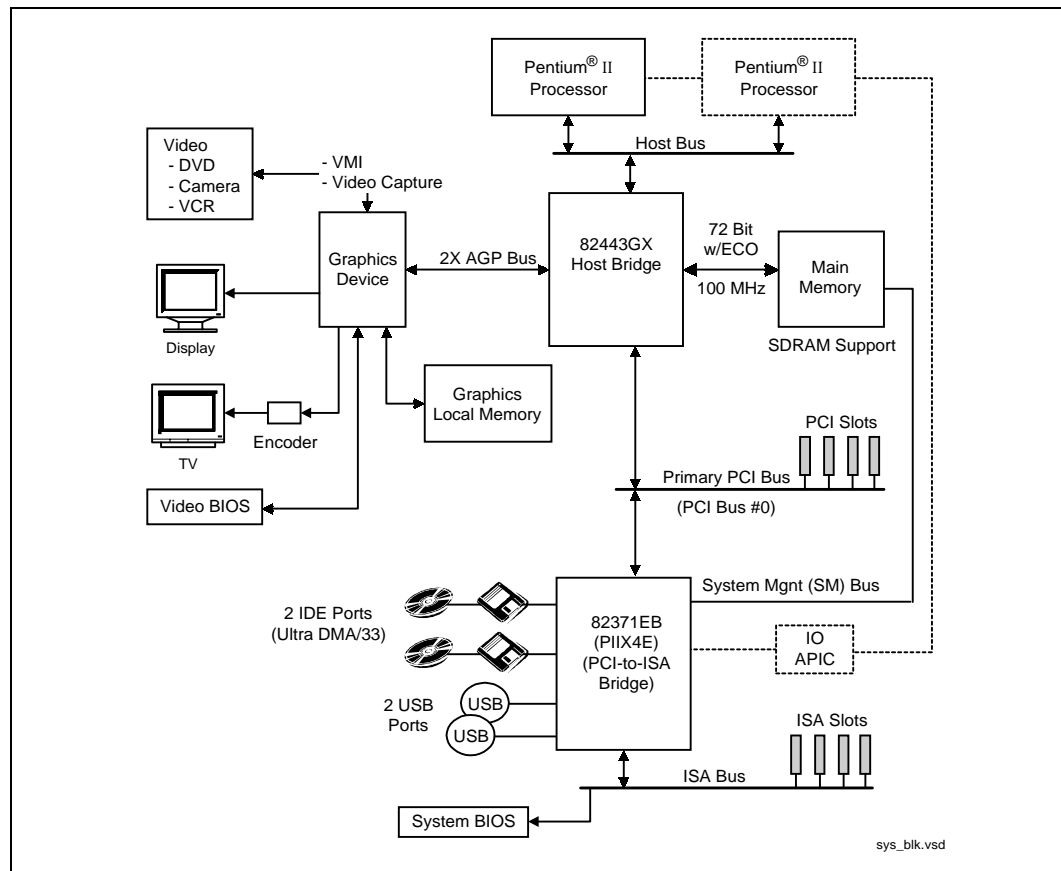 Pentium® II
Processor
Pentium® II
Processor
Host Bus
Video
- DVD
- Camera
- VCR
- VMI
- Video Capture
Graphics
Device
2X AGP Bus
82443GX
Host Bridge
72 Bit
w/ECO
100 MHz
Main
Memory
SDRAM Support
Display
Graphics
Local Memory
TV
Encoder
Video BIOS
PCI Slots
Primary PCI Bus
(PCI Bus #0)
System Mgnt (SM) Bus
2 IDE Ports
(Ultra DMA/33)
82371EB
(PIIX4E)
(PCI-to-ISA
Bridge)
IO
APIC
2 USB
Ports
USB
USB
ISA Slots
ISA Bus
System BIOS
sys_blk.vsd